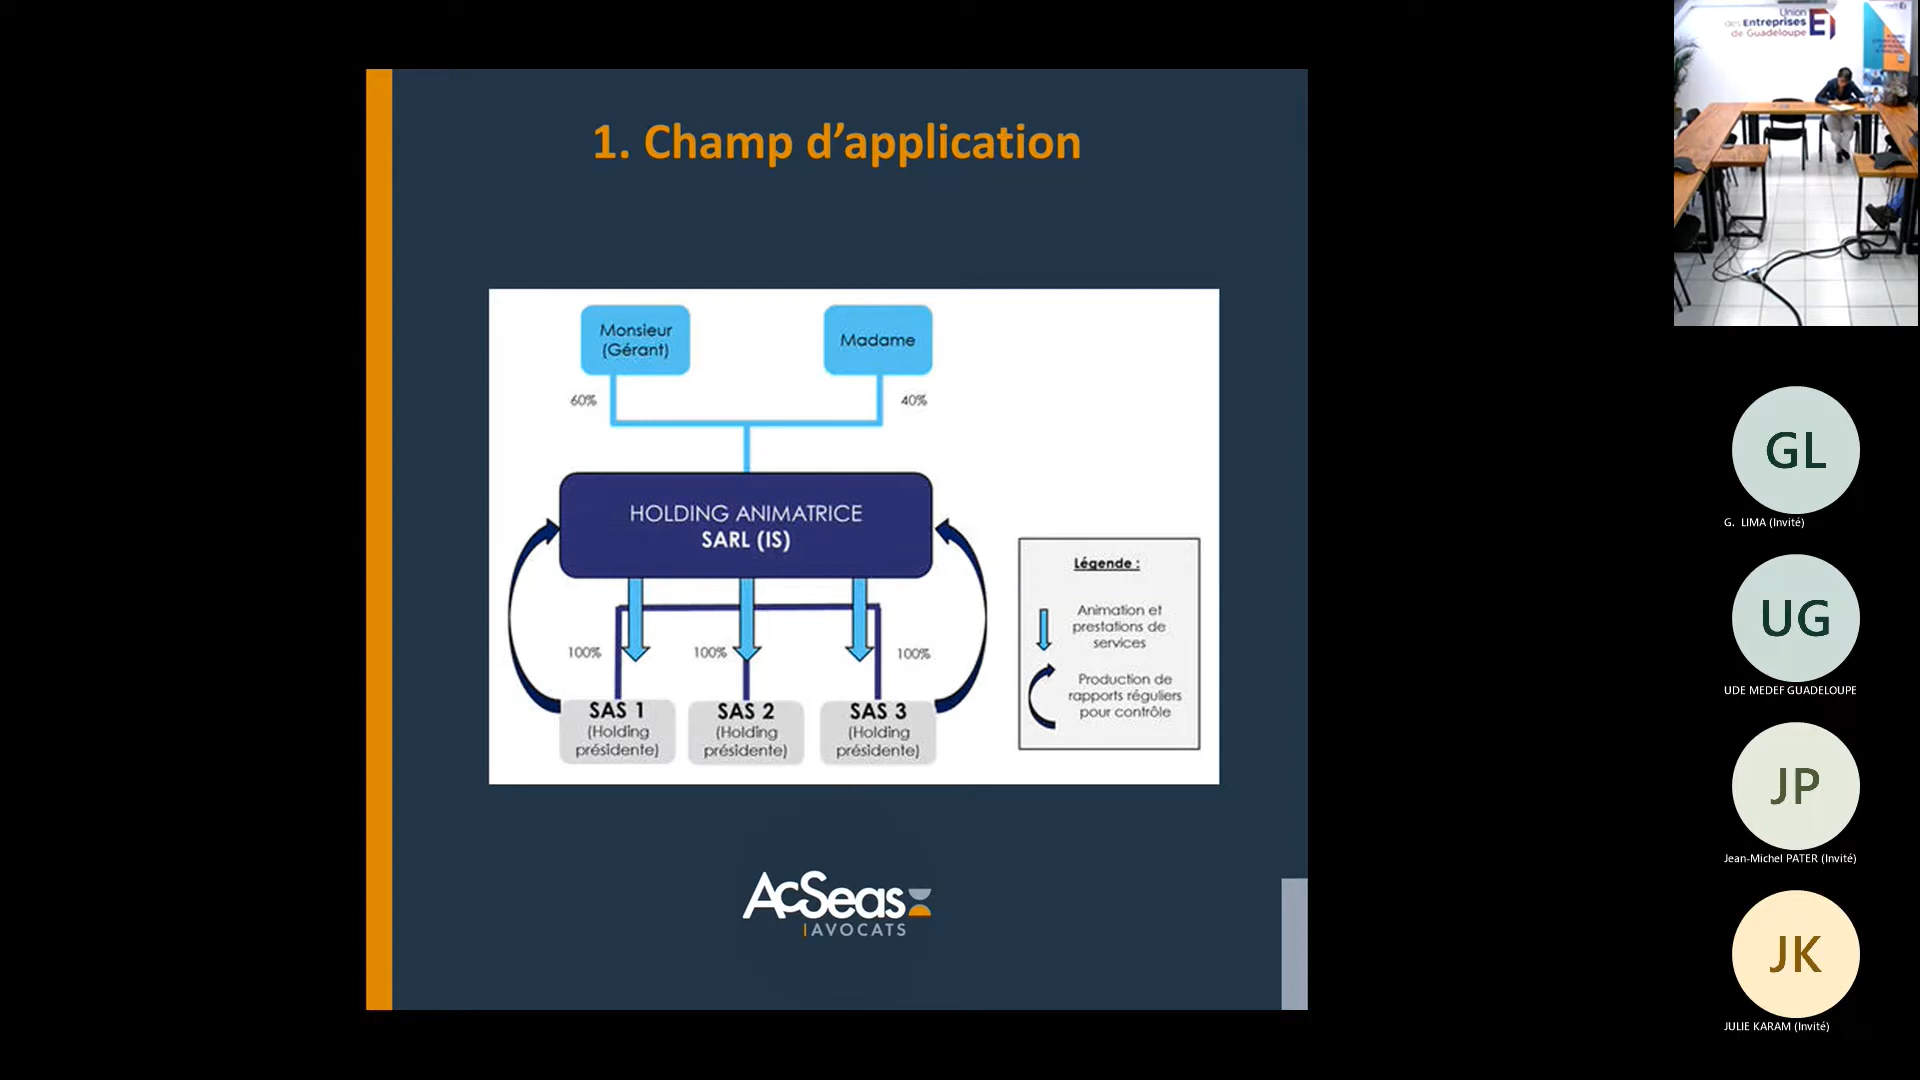 1. Champ d’application
Monsieur
(Gérant)
Madame
60%
40%
HOLDING ANIMATRICE
SARL (IS)
100%
100%
100%
SAS 1
(Holding
présidente)
SAS 2
(Holding
présidente)
SAS 3
(Holding
présidente)
Légende :
Animation et
prestations de
services
Production de
rapports réguliers
pour contrôle
AcSeas
AVOCATS
Union
des Entreprises
de Guadeloupe
GL
G. LIMA (Invité)
UG
UDE MEDEF GUADELOUPE
JP
Jean-Michel PATER (Invité)
JK
JULIE KARAM (Invité)